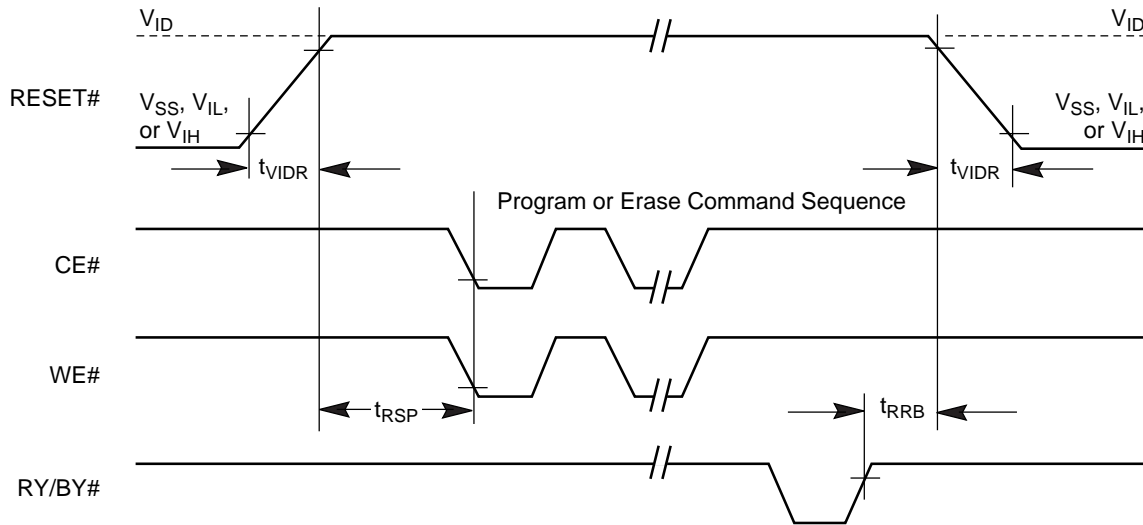 VID
VID
RESET#
VSS, VIL,
or VIH
VSS, VIL,
or VIH
tVIDR
tVIDR
Program or Erase Command Sequence
CE#
WE#
tRSP
tRRB
RY/BY#